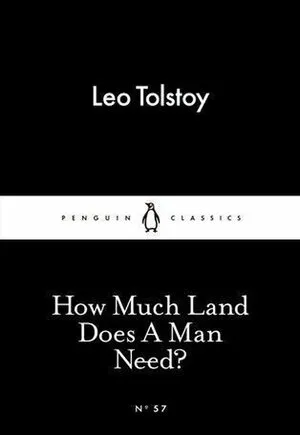 Leo Tolstoy
PENGUIN CLASSICS
How Much Land
Does A Man
Need?
Nº 57